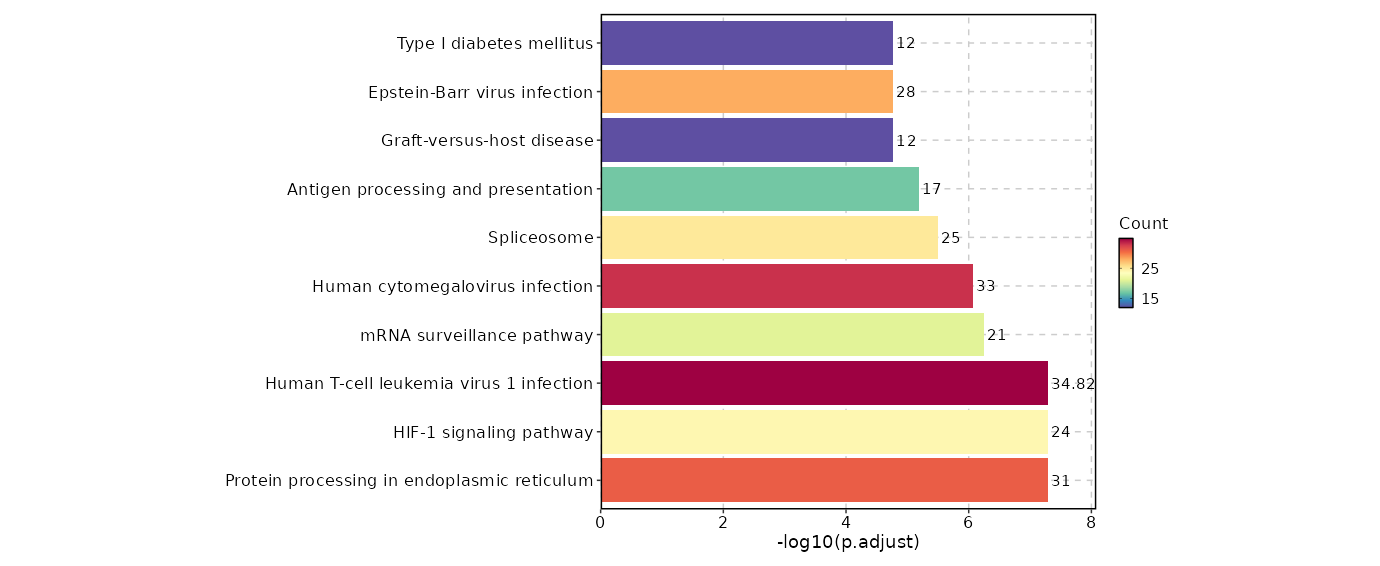 Type I diabetes mellitus 12
Epstein-Barr virus infection 28
Graft-versus-host disease 12
Antigen processing and presentation 17
Spliceosome 25
Human cytomegalovirus infection 33
mRNA surveillance pathway 21
Human T-cell leukemia virus 1 infection 34.82
HIF-1 signaling pathway 24
Protein processing in endoplasmic reticulum 31
0 2 4 6 8
-log10(p.adjust)
Count
25
15